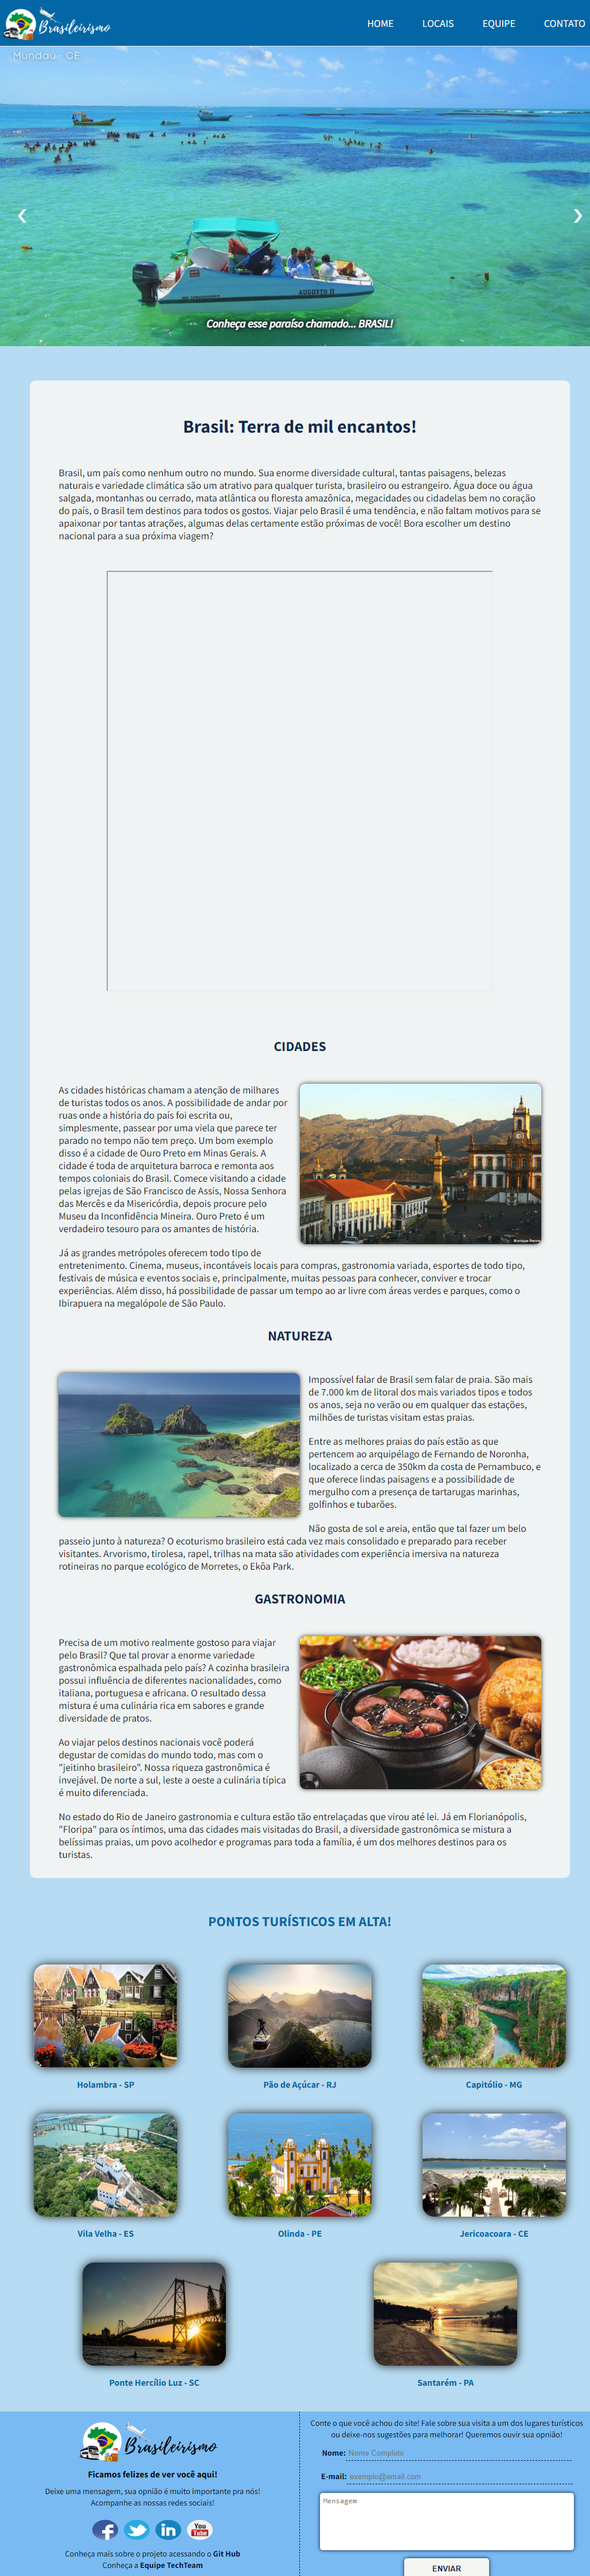 Brasileirismo
HOME LOCAIS EQUIPE CONTATO
Mundaú - CE
AUGUSTO II
Conheça esse paraíso chamado... BRASIL!
Brasil: Terra de mil encantos!
Brasil, um país como nenhum outro no mundo. Sua enorme diversidade cultural, tantas paisagens, belezas
naturais e variedade climática são um atrativo para qualquer turista, brasileiro ou estrangeiro. Água doce ou água
salgada, montanhas ou cerrado, mata atlântica ou floresta amazônica, megacidades ou cidadelas bem no coração
do país, o Brasil tem destinos para todos os gostos. Viajar pelo Brasil é uma tendência, e não faltam motivos para se
apaixonar por tantas atrações, algumas delas certamente estão próximas de você! Bora escolher um destino
nacional para a sua próxima viagem?
CIDADES
As cidades históricas chamam a atenção de milhares
de turistas todos os anos. A possibilidade de andar por
ruas onde a história do país foi escrita ou,
simplesmente, passear por uma viela que parece ter
parado no tempo não tem preço. Um bom exemplo
disso é a cidade de Ouro Preto em Minas Gerais. A
cidade é toda de arquitetura barroca e remonta aos
tempos coloniais do Brasil. Comece visitando a cidade
pelas igrejas de São Francisco de Assis, Nossa Senhora
das Mercês e da Misericórdia, depois procure pelo
Museu da Inconfidência Mineira. Ouro Preto é um
verdadeiro tesouro para os amantes de história.
Já as grandes metrópoles oferecem todo tipo de
entretenimento. Cinema, museus, incontáveis locais para compras, gastronomia variada, esportes de todo tipo,
festivais de música e eventos sociais e, principalmente, muitas pessoas para conhecer, conviver e trocar
experiências. Além disso, há possibilidade de passar um tempo ao ar livre com áreas verdes e parques, como o
Ibirapuera na megalópole de São Paulo.
NATUREZA
Impossível falar de Brasil sem falar de praia. São mais
de 7.000 km de litoral dos mais variados tipos e todos
os anos, seja no verão ou em qualquer das estações,
milhões de turistas visitam estas praias.
Entre as melhores praias do país estão as que
pertencem ao arquipélago de Fernando de Noronha,
localizado a cerca de 350km da costa de Pernambuco, e
que oferece lindas paisagens e a possibilidade de
mergulho com a presença de tartarugas marinhas,
golfinhos e tubarões.
Não gosta de sol e areia, então que tal fazer um belo
passeio junto à natureza? O ecoturismo brasileiro está cada vez mais consolidado e preparado para receber
visitantes. Arvorismo, tirolesa, rapel, trilhas na mata são atividades com experiência imersiva na natureza
rotineiras no parque ecológico de Morretes, o Ekôa Park.
GASTRONOMIA
Precisa de um motivo realmente gostoso para viajar
pelo Brasil? Que tal provar a enorme variedade
gastronômica espalhada pelo país? A cozinha brasileira
possui influência de diferentes nacionalidades, como
italiana, portuguesa e africana. O resultado dessa
mistura é uma culinária rica em sabores e grande
diversidade de pratos.
Ao viajar pelos destinos nacionais você poderá
degustar de comidas do mundo todo, mas com o
"jeitinho brasileiro". Nossa riqueza gastronômica é
invejável. De norte a sul, leste a oeste a culinária típica
é muito diferenciada.
No estado do Rio de Janeiro gastronomia e cultura estão tão entrelaçadas que virou até lei. Já em Florianópolis,
"Floripa" para os íntimos, uma das cidades mais visitadas do Brasil, a diversidade gastronômica se mistura a
belíssimas praias, um povo acolhedor e programas para toda a família, é um dos melhores destinos para os
turistas.
PONTOS TURÍSTICOS EM ALTA!
Holambra - SP
Pão de Açúcar - RJ
Capitólio - MG
Vila Velha - ES
Olinda - PE
Jericoacoara - CE
Ponte Hercílio Luz - SC
Santarém - PA
Brasileirismo
Ficamos felizes de ver você aqui!
Deixe uma mensagem, sua opnião é muito importante pra nós!
Acompanhe as nossas redes sociais!
You Tube
Conheça mais sobre o projeto acessando o Git Hub
Conheça a Equipe TechTeam
Conte o que você achou do site! Fale sobre sua visita a um dos lugares turísticos
ou deixe-nos sugestões para melhorar! Queremos ouvir sua opnião!
Nome: Nome Completo
E-mail: exemplo@email.com
Mensagem
ENVIAR